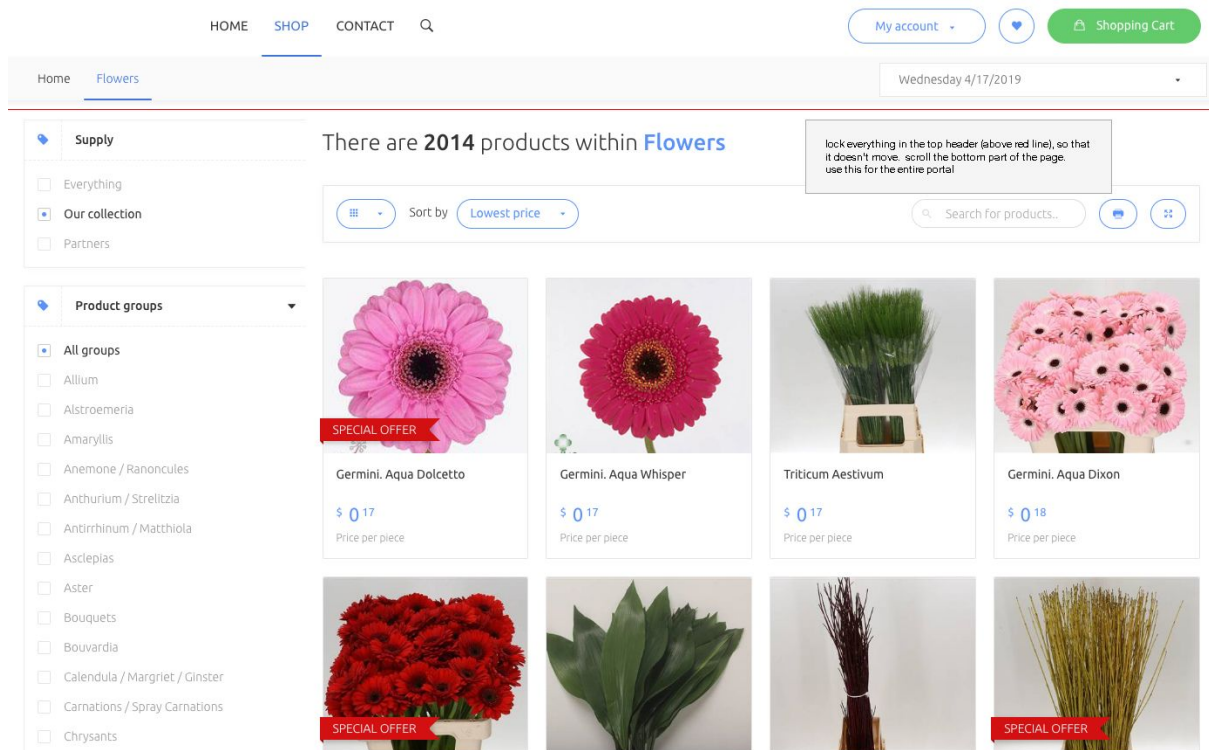 HOME SHOP CONTACT
My account
Shopping Cart
Home Flowers
Wednesday 4/17/2019
Supply
Everything
Our collection
Partners
Product groups
All groups
Allium
Alstroemeria
Amaryllis
Anemone / Ranoncules
Anthurium / Strelitzia
Antirrhinum / Matthiola
Asclepias
Aster
Bouquets
Bouvardia
Calendula / Margriet / Ginster
Carnations / Spray Carnations
Chrysants
There are 2014 products within Flowers
lock everything in the top header (above red line), so that
it doesn't move. scroll the bottom part of the page.
use this for the entire portal
Sort by Lowest price
Search for products..
SPECIAL OFFER
Germini. Aqua Dolcetto
$ 0 17
Price per piece
Germini. Aqua Whisper
$ 0 17
Price per piece
Triticum Aestivum
$ 0 17
Price per piece
Germini. Aqua Dixon
$ 0 18
Price per piece
SPECIAL OFFER
SPECIAL OFFER